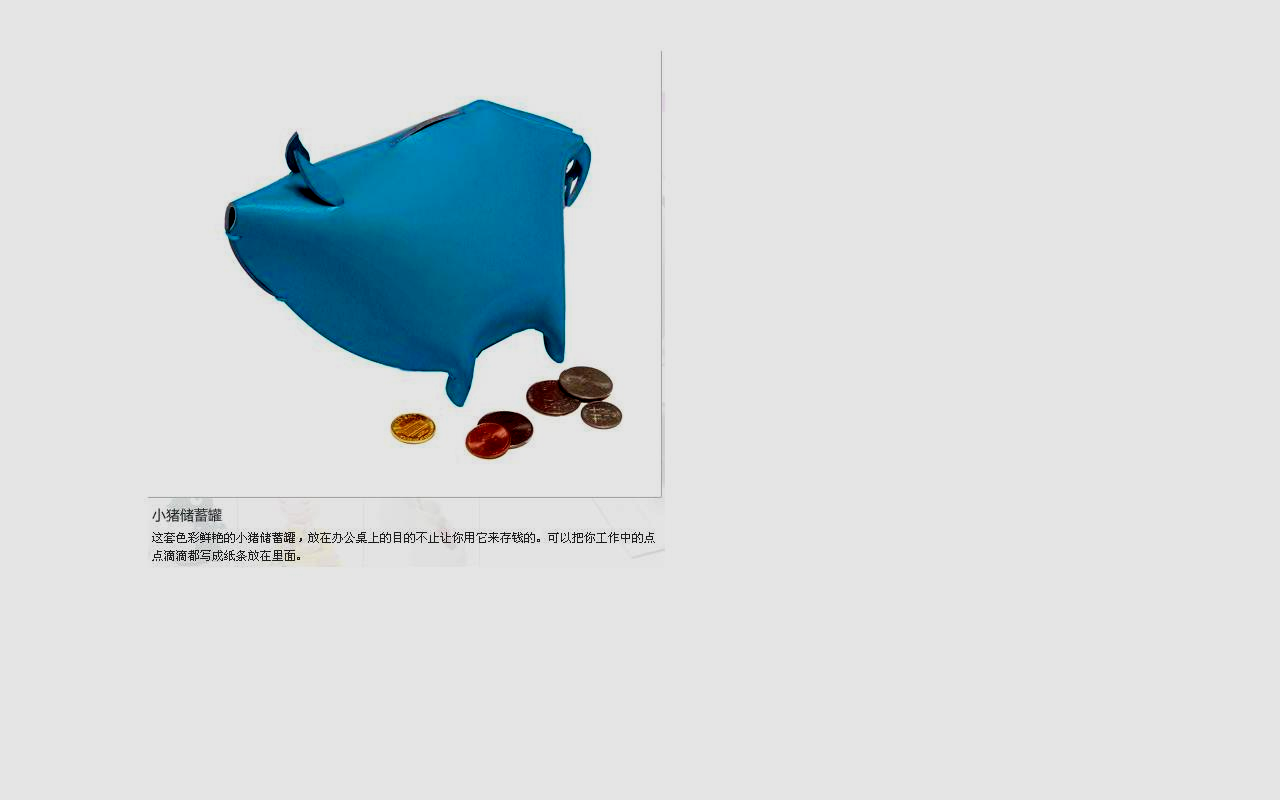 小猪储蓄罐
这套色彩鲜艳的小猪储蓄罐，放在办公桌上的目的不止让你用它来存钱的。可以把你工作中的点
点滴滴都写成纸条放在里面。